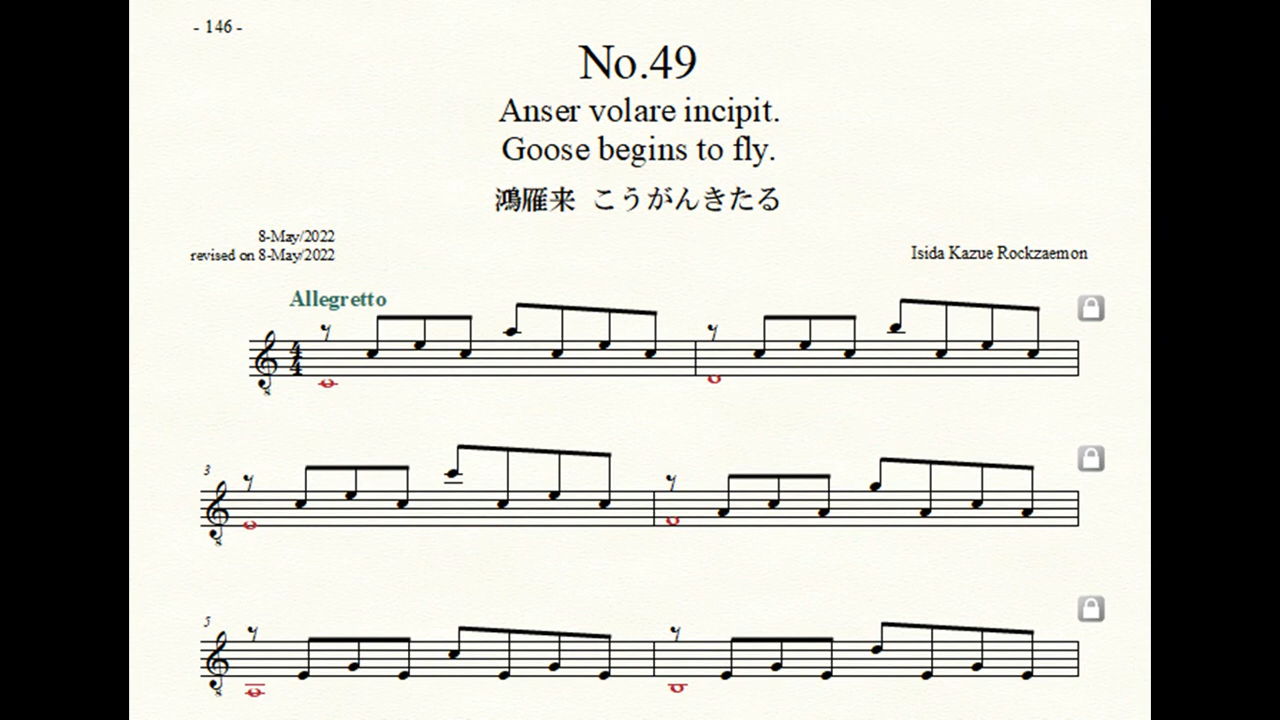 - 146 -
No.49
Anser volare incipit.
Goose begins to fly.
鴻雁来 こうがんきたる
8-May/2022
revised on 8-May/2022
Isida Kazue Rockzaemon
Allegretto
3
5